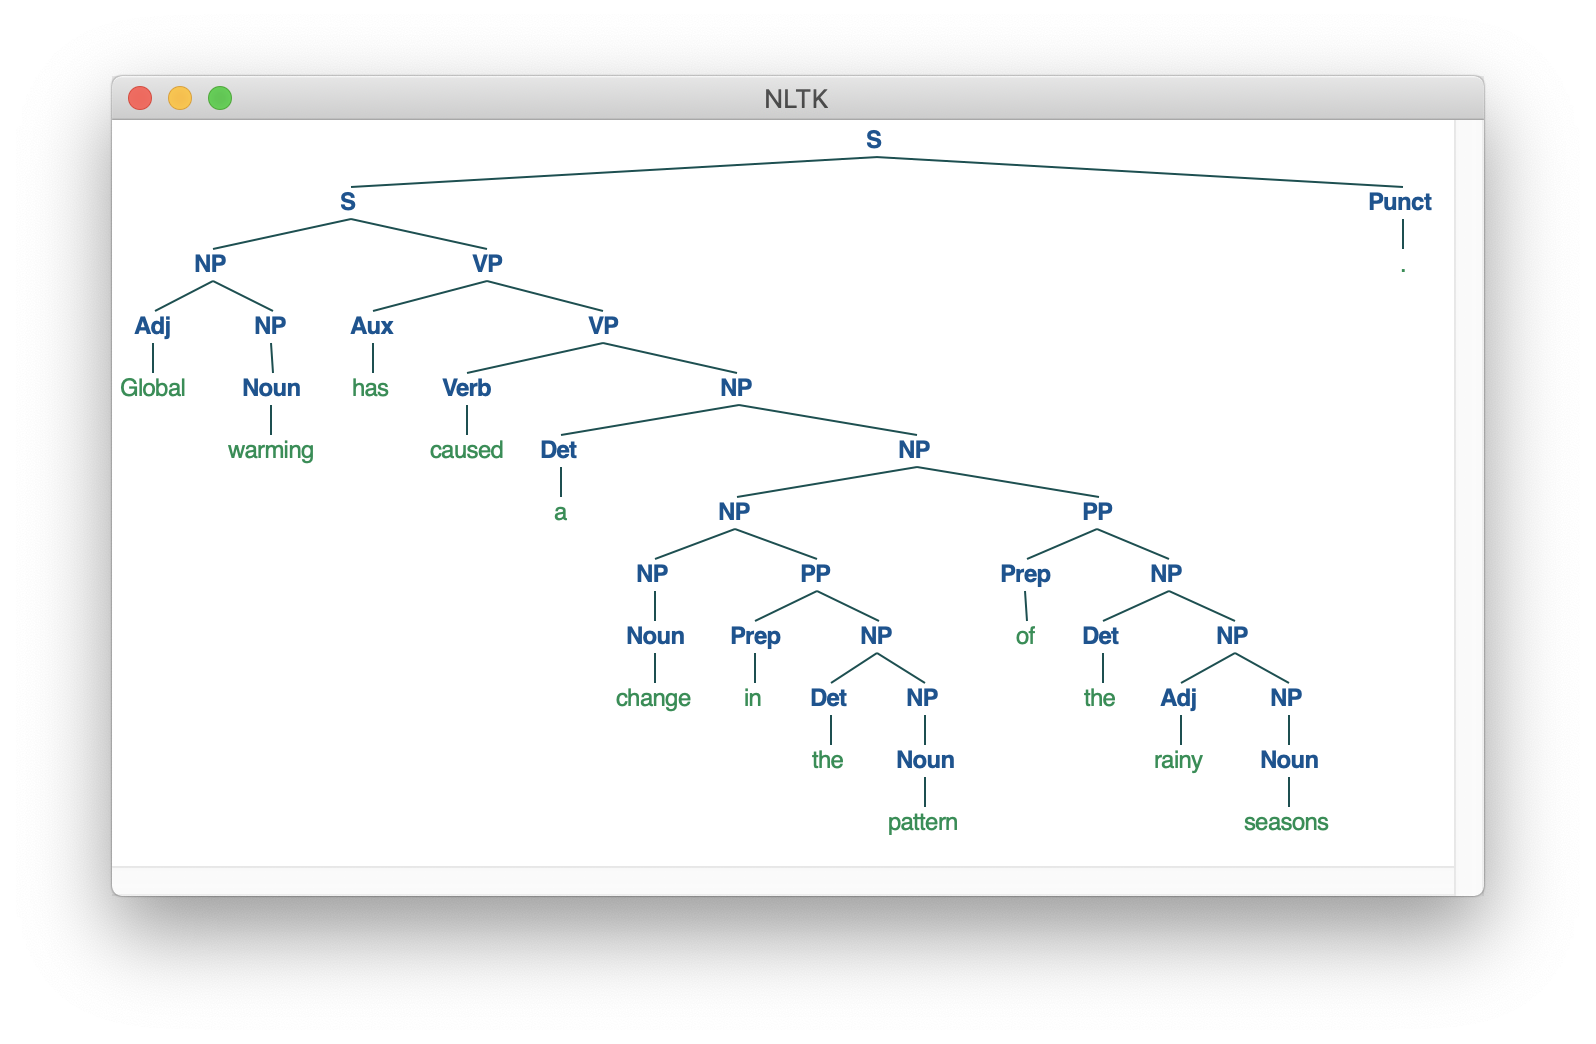 NLTK
S
S Punct
NP VP .
Adj NP Aux VP
Global Noun has Verb NP
warming caused Det NP
a NP PP
NP PP Prep NP
Noun Prep NP of Det NP
change in Det NP the Adj NP
the Noun rainy Noun
pattern seasons